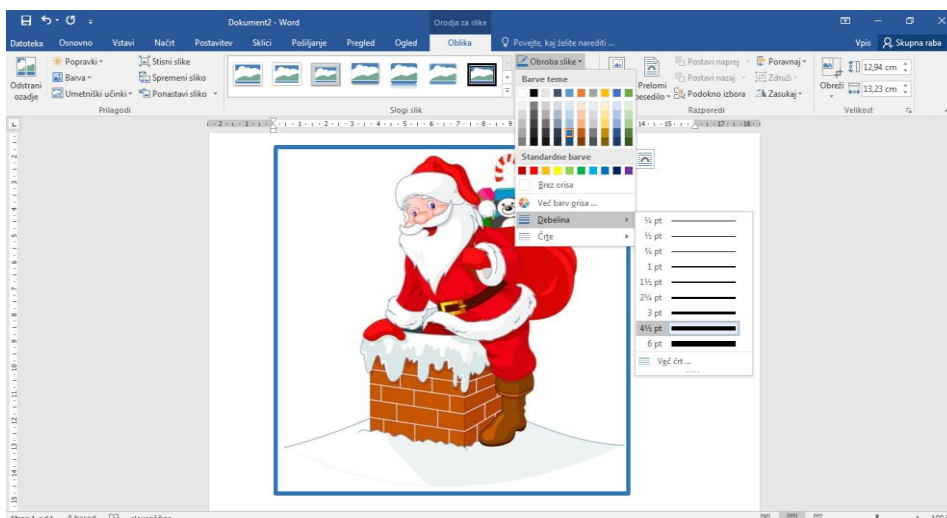 Dokument2 - Word
Orodja za slike
Datoteka Osnovno Vstavi Načrt Postavitev Sklici Pošiljanje Pregled Ogled Oblika Povejte, kaj želite narediti ... Vpis Skupna raba
Odstrani ozadje
Popravki
Barva
Umetniški učinki
Stisni slike
Spremeni sliko
Ponastavi sliko
Prilagodi
Slogi slik
Obroba slike
Prelomi
besedilo
Postavi naprej
Postavi nazaj
Podokno izbora
Poravnaj
Združi
Zasukaj
Razporedi
Obreži
12,94 cm
13,23 cm
Velikost
Barve teme
Standardne barve
Brez orisa
Več barv orisa ...
Debelina
Črte
¼ pt
½ pt
¾ pt
1 pt
1½ pt
2¼ pt
3 pt
4½ pt
6 pt
Več črt ...